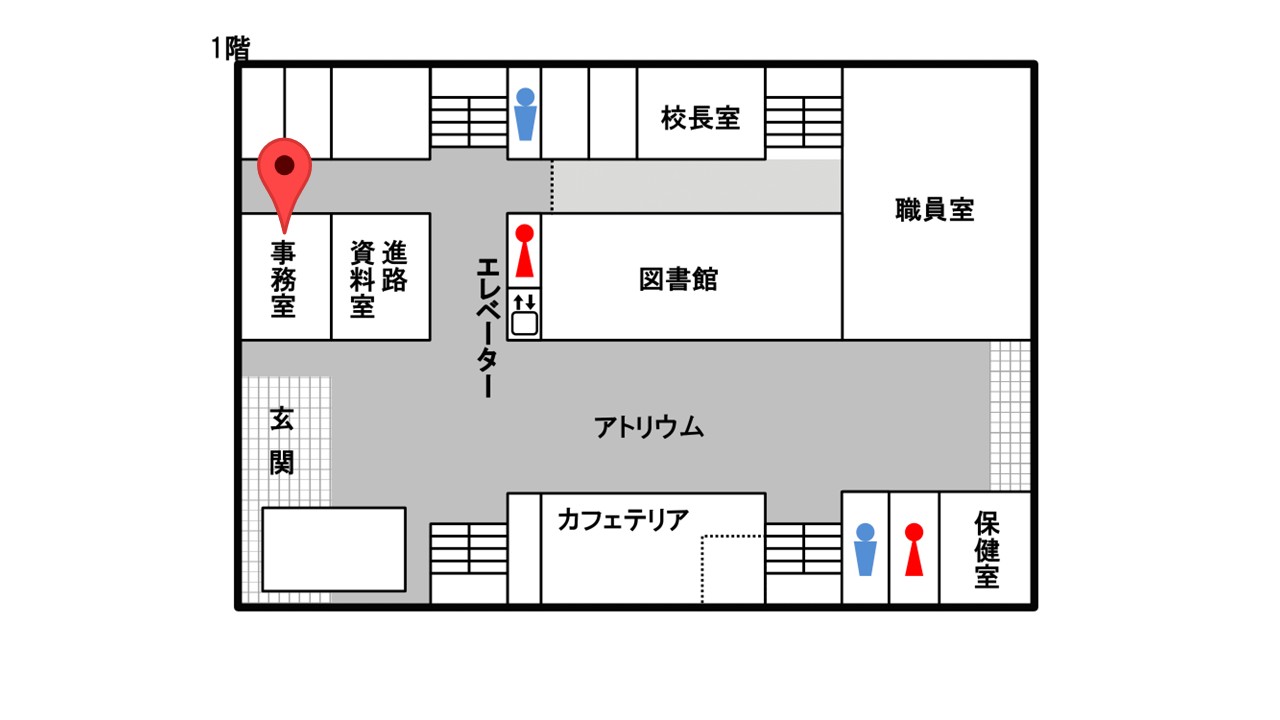 1階
校長室
職員室
事務室
進路
資料室
エレベーター
図書館
玄関
アトリウム
カフェテリア
保健室